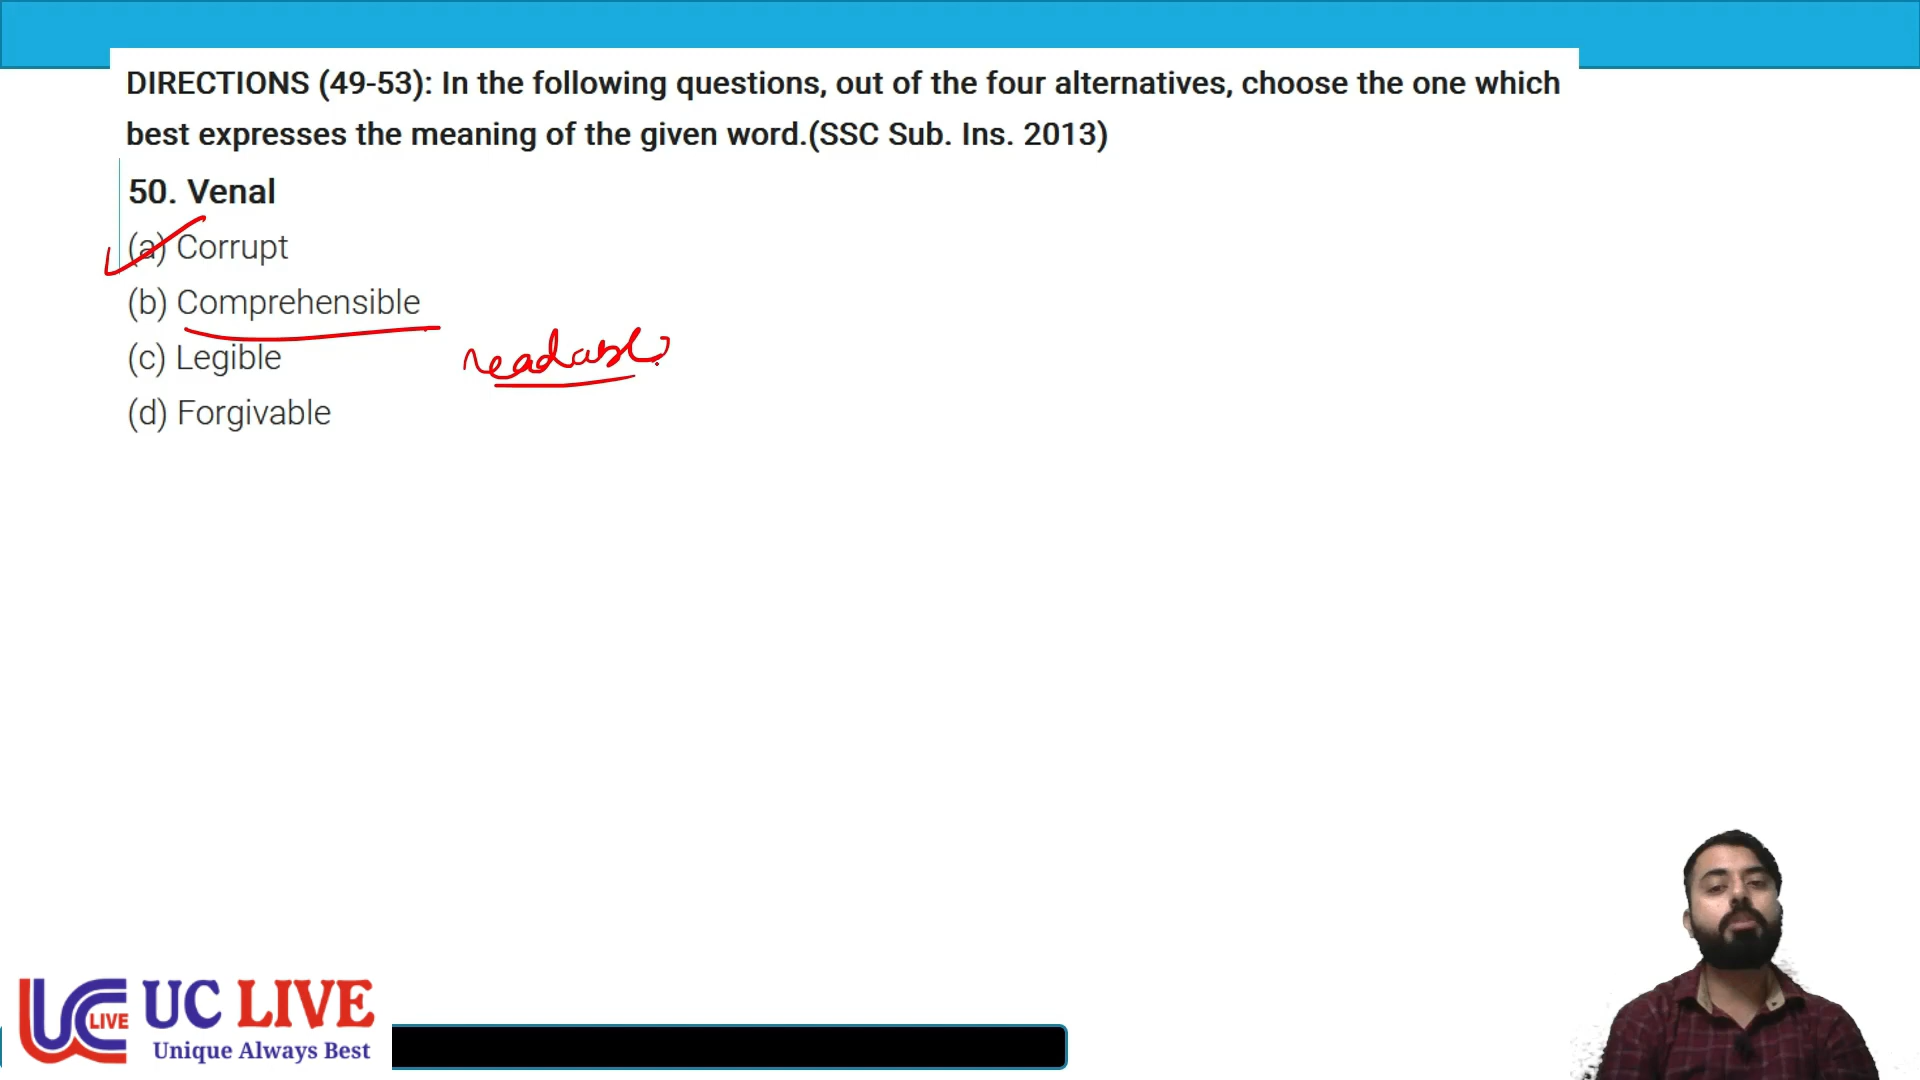 DIRECTIONS (49-53): In the following questions, out of the four alternatives, choose the one which
best expresses the meaning of the given word.(SSC Sub. Ins. 2013)
50. Venal
(a) Corrupt
(b) Comprehensible
readable
(c) Legible
(d) Forgivable
LIVE
UC LIVE
Unique Always Best